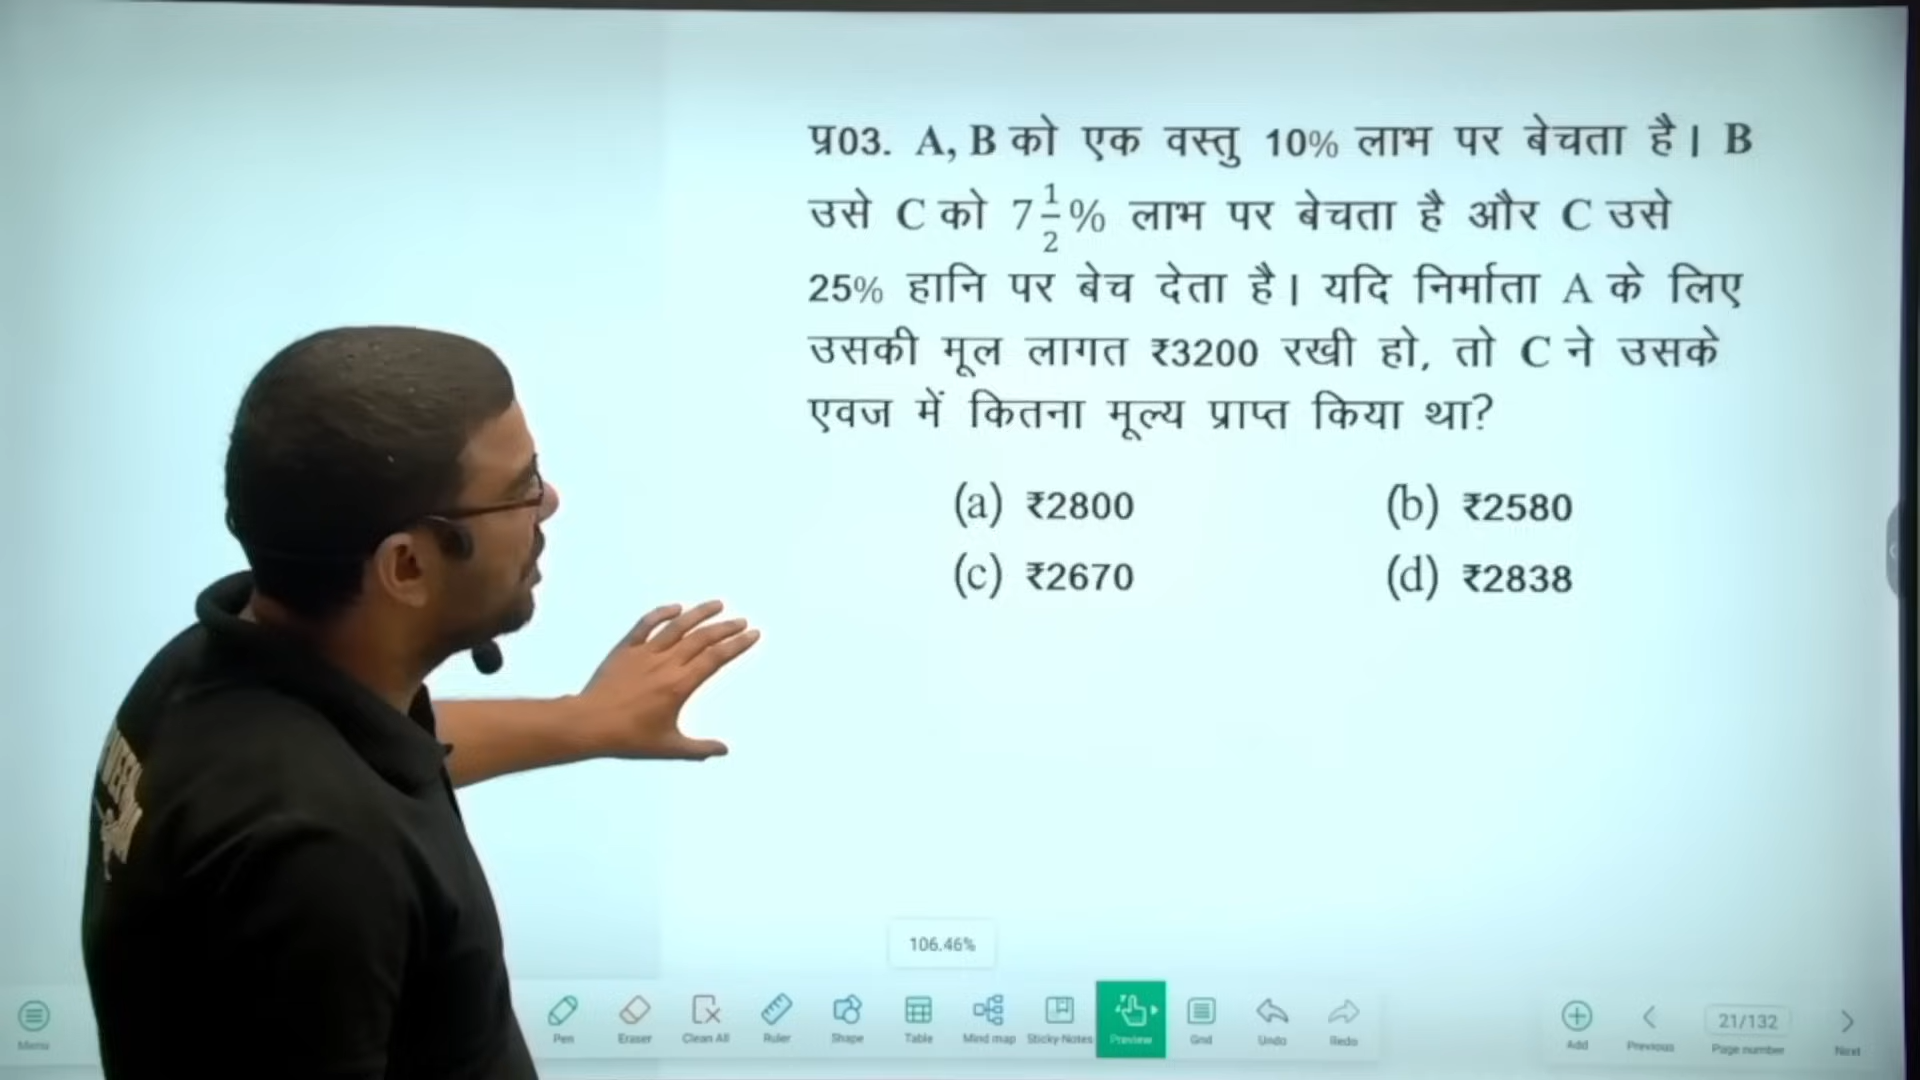 प्र03. A, B को एक वस्तु 10% लाभ पर बेचता है। B
उसे C को 7 1/2% लाभ पर बेचता है और C उसे
25% हानि पर बेच देता है। यदि निर्माता A के लिए
उसकी मूल लागत ₹3200 रखी हो, तो C ने उसके
एवज में कितना मूल्य प्राप्त किया था?
(a) ₹2800 (b) ₹2580
(c) ₹2670 (d) ₹2838
106.46%
Menu Pen Eraser Clean All Ruler Shape Table Mind map Sticky-Notes Preview Grid Undo Redo Add Previous 21/132 Page number Next